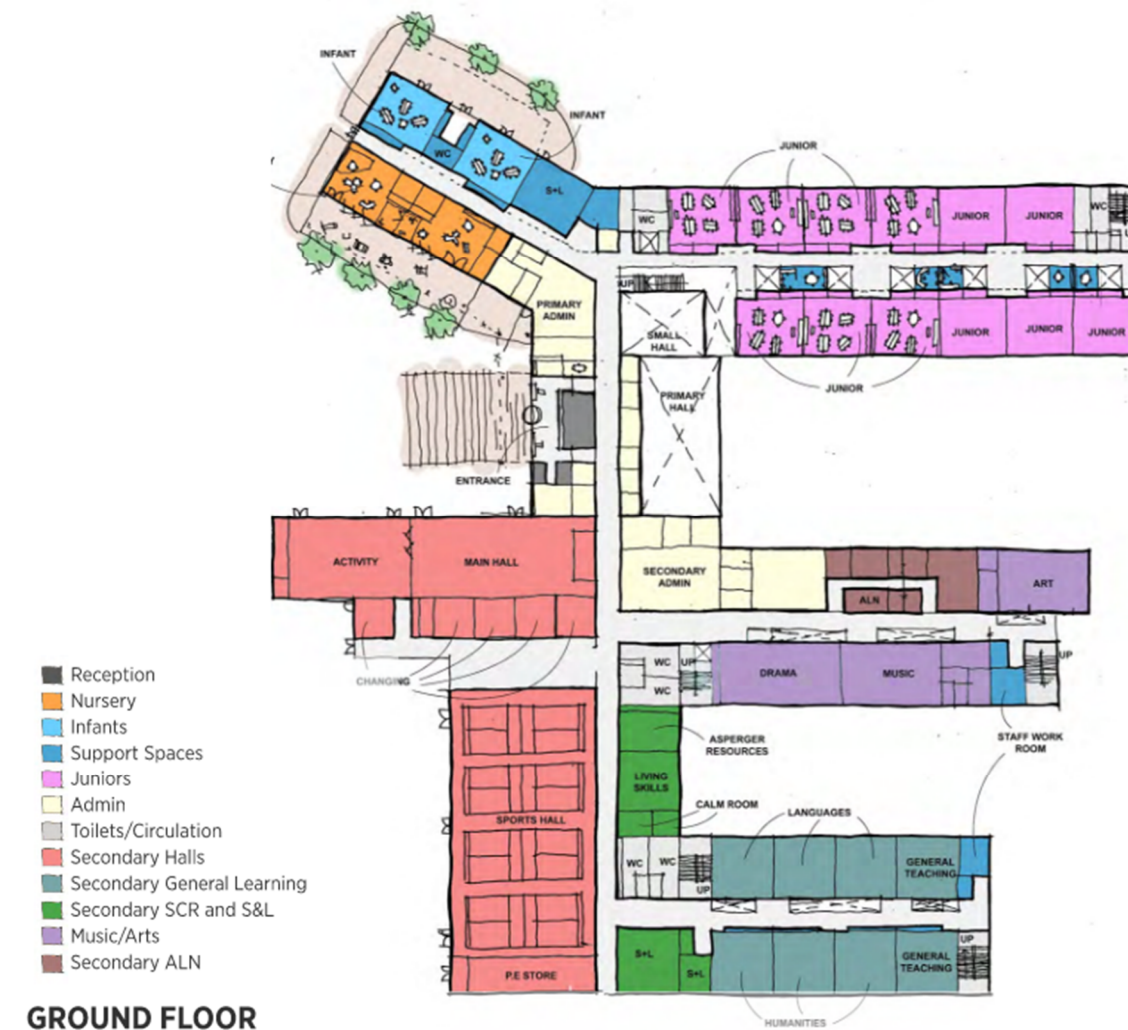 INFANT
INFANT
WC
S+L
JUNIOR
WC
JUNIOR
JUNIOR
WC
UP
PRIMARY
ADMIN
SMALL
HALL
JUNIOR
JUNIOR
JUNIOR
JUNIOR
PRIMARY
HALL
ENTRANCE
ACTIVITY
MAIN HALL
SECONDARY
ADMIN
ALN
ART
CHANGING
WC
UP
WC
DRAMA
MUSIC
UP
STAFF WORK
ROOM
ASPERGER
RESOURCES
LIVING
SKILLS
CALM ROOM
LANGUAGES
SPORTS HALL
WC
WC
UP
GENERAL
TEACHING
S+L
S+L
GENERAL
TEACHING
UP
P.E STORE
HUMANITIES
Reception
Nursery
Infants
Support Spaces
Juniors
Admin
Toilets/Circulation
Secondary Halls
Secondary General Learning
Secondary SCR and S&L
Music/Arts
Secondary ALN
GROUND FLOOR